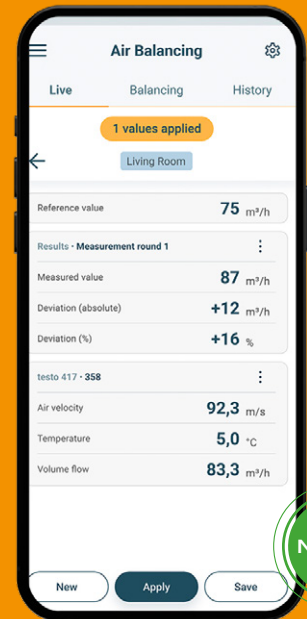 Air Balancing
Live Balancing History
1 values applied
Living Room
Reference value 75 m³/h
Results · Measurement round 1
Measured value 87 m³/h
Deviation (absolute) +12 m³/h
Deviation (%) +16 %
testo 417 · 358
Air velocity 92,3 m/s
Temperature 5,0 °C
Volume flow 83,3 m³/h
New Apply Save